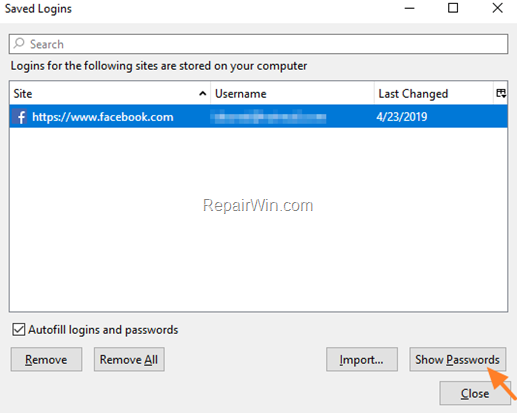 Saved Logins
Search
Logins for the following sites are stored on your computer
Site Username Last Changed
https://www.facebook.com 4/23/2019
RepairWin.com
Autofill logins and passwords
Remove Remove All Import... Show Passwords
Close